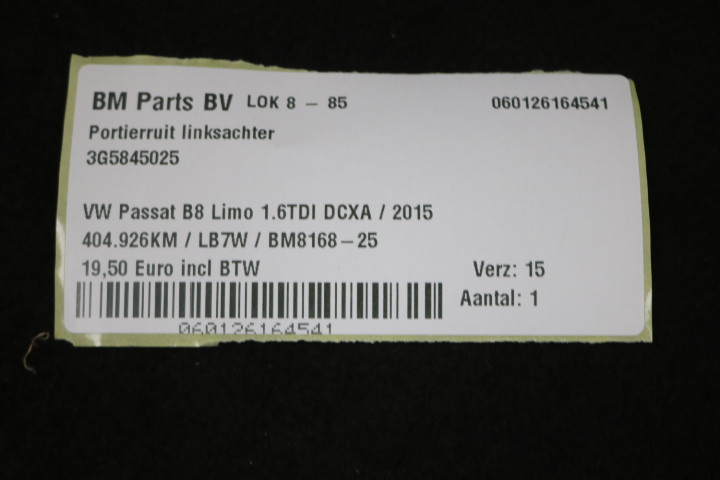 BM Parts BV LOK 8 – 85 060126164541
Portierruit linksachter
3G5845025
VW Passat B8 Limo 1.6TDI DCXA / 2015
404.926KM / LB7W / BM8168-25
19,50 Euro incl BTW Verz: 15
Aantal: 1
060126164541